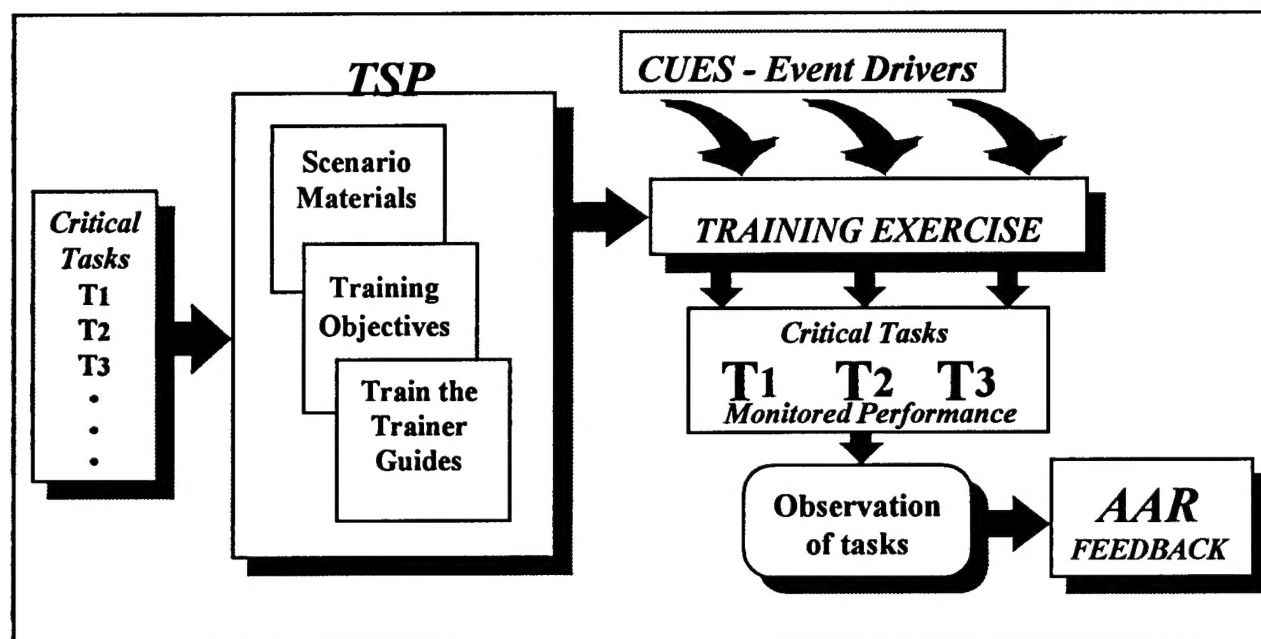 Critical
Tasks
T1
T2
T3
•
•
•
TSP
Scenario
Materials
Training
Objectives
Train the
Trainer
Guides
CUES - Event Drivers
TRAINING EXERCISE
Critical Tasks
T1 T2 T3
Monitored Performance
Observation
of tasks
AAR
FEEDBACK